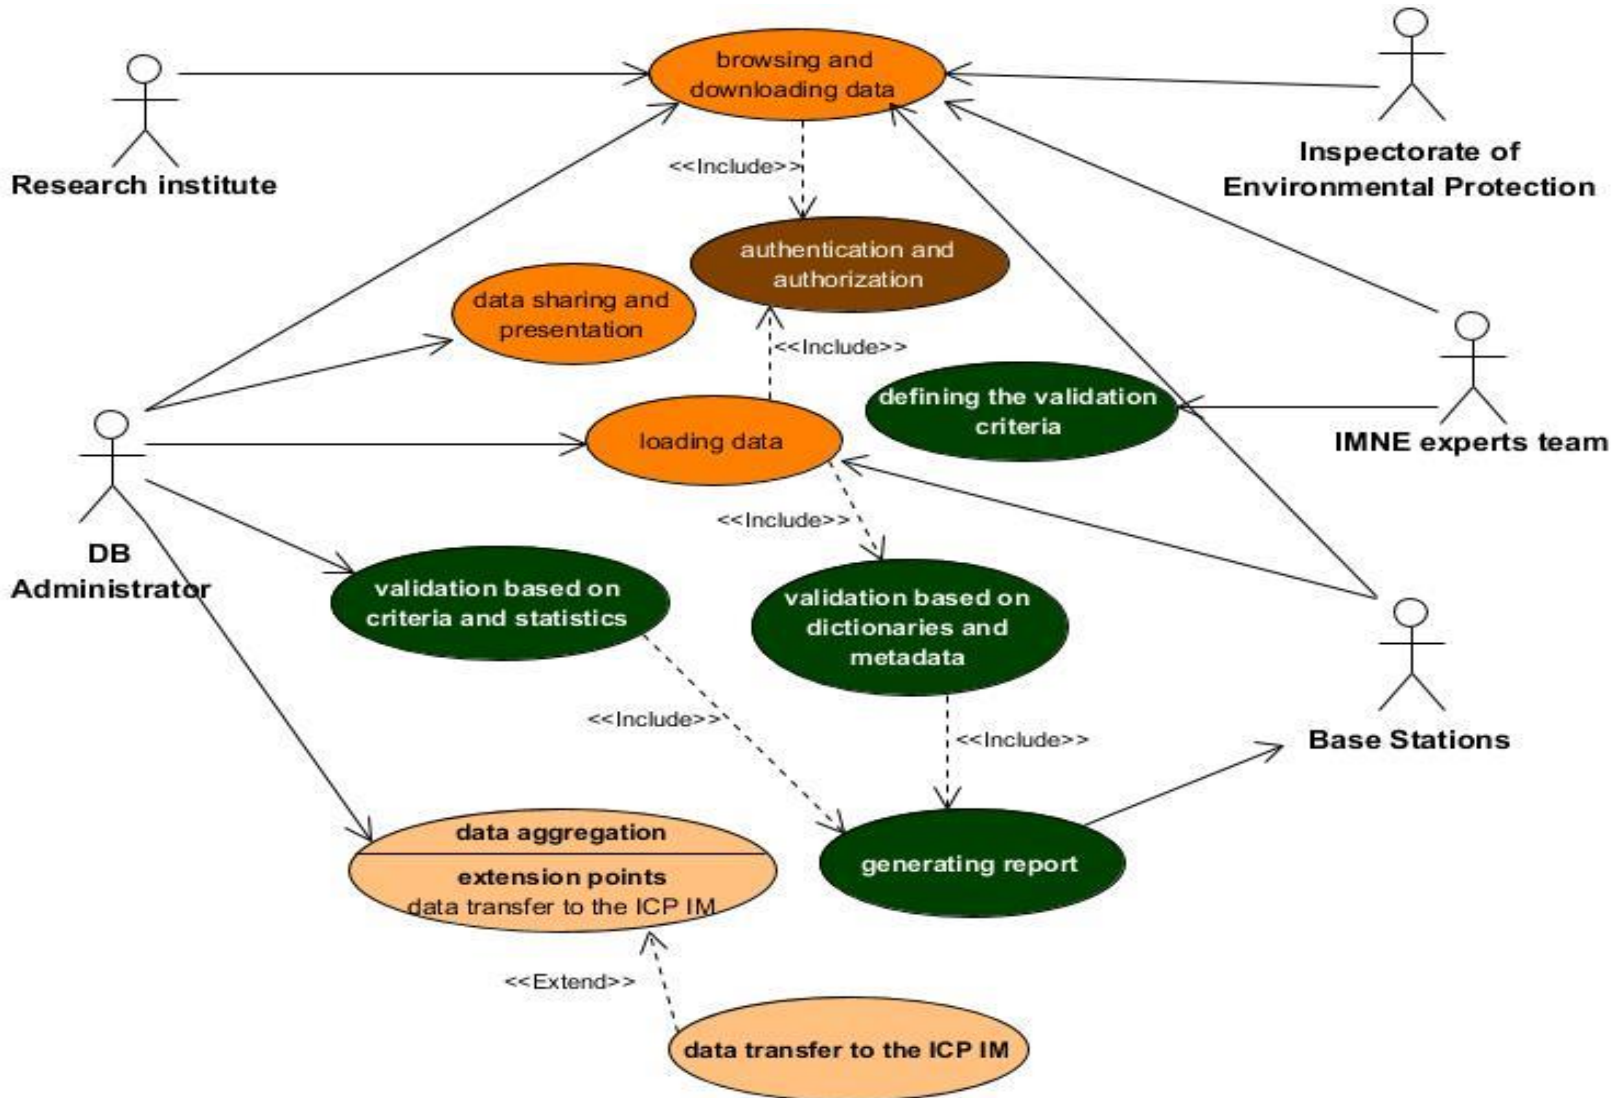 browsing and
downloading data
Research institute
Inspectorate of
Environmental Protection
<<Include>>
authentication and
authorization
data sharing and
presentation
<<Include>>
defining the validation
criteria
loading data
IMNE experts team
<<Include>>
DB
Administrator
validation based on
criteria and statistics
validation based on
dictionaries and
metadata
<<Include>>
<<Include>>
Base Stations
data aggregation
extension points
data transfer to the ICP IM
generating report
<<Extend>>
data transfer to the ICP IM